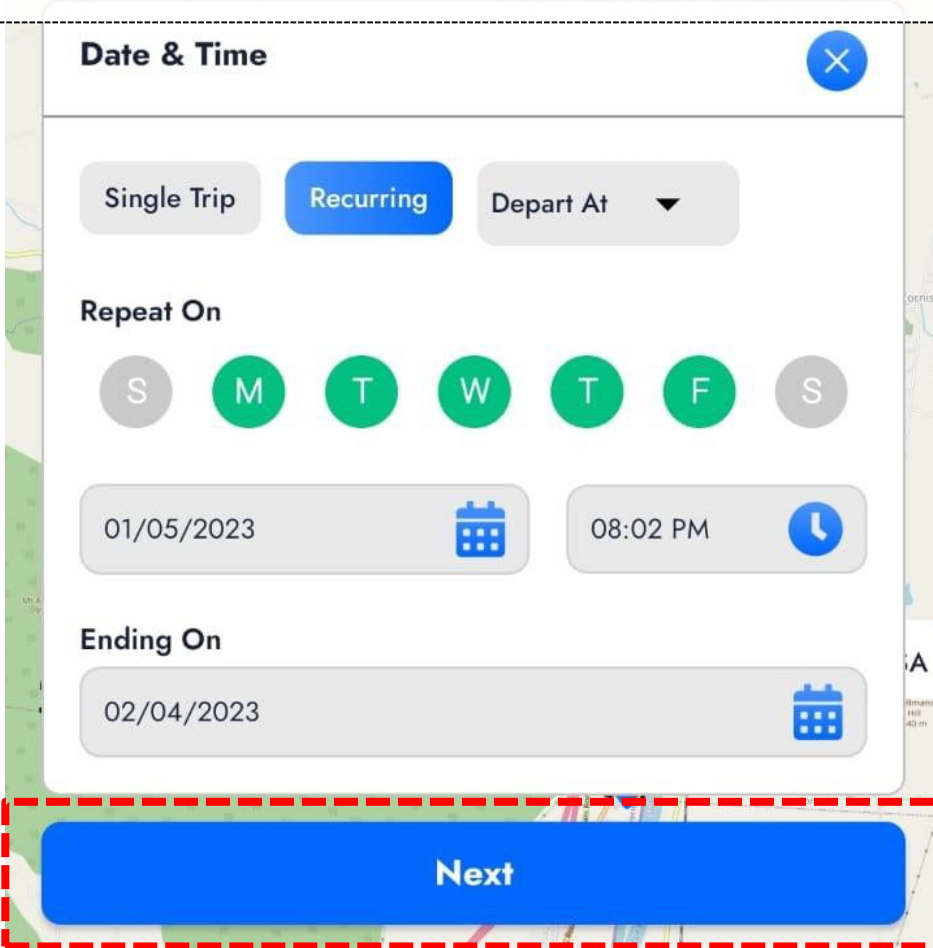 Date & Time
Single Trip
Recurring
Depart At
Repeat On
S M T W T F S
01/05/2023
08:02 PM
Ending On
02/04/2023
Next